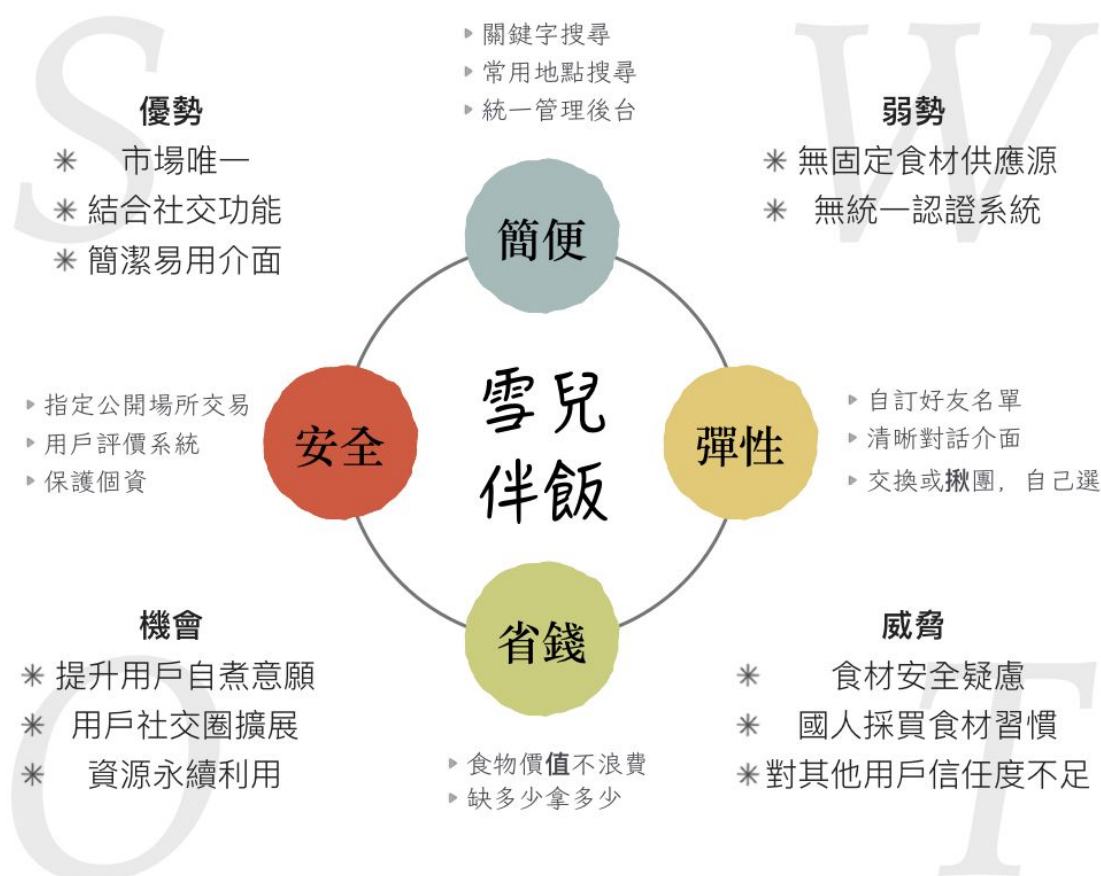 S
優勢
市場唯一
結合社交功能
簡潔易用介面
關鍵字搜尋
常用地點搜尋
統一管理後台
簡便
W
弱勢
無固定食材供應源
無統一認證系統
指定公開場所交易
用戶評價系統
保護個資
安全
雪兒
伴飯
彈性
自訂好友名單
清晰對話介面
交換或揪團，自己選
O
機會
提升用戶自煮意願
用戶社交圈擴展
資源永續利用
省錢
食物價值不浪費
缺多少拿多少
T
威脅
食材安全疑慮
國人採買食材習慣
對其他用戶信任度不足